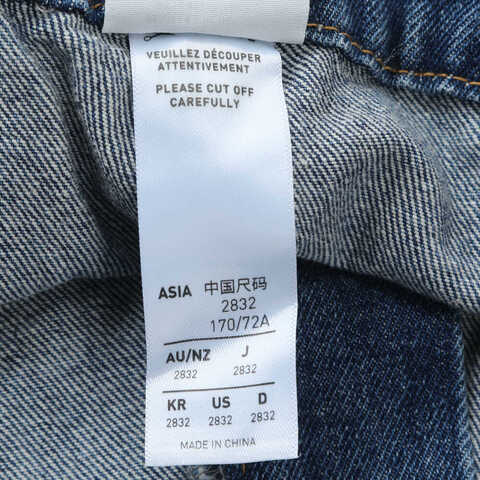 VEUILLEZ DÉCOUPER
ATTENTIVEMENT
PLEASE CUT OFF
CAREFULLY
ASIA 中国尺码
2832
170/72A
AU/NZ J
2832 2832
KR US D
2832 2832 2832
MADE IN CHINA